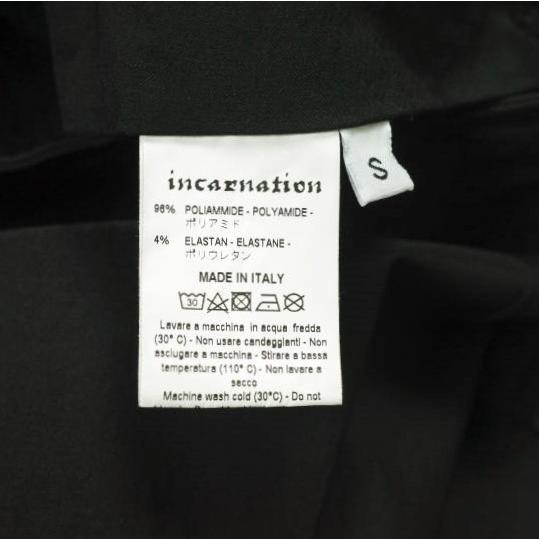 incarnation
S
96% POLIAMMIDE - POLYAMIDE -
ポリアミド
4% ELASTAN - ELASTANE -
ポリウレタン
MADE IN ITALY
30
Lavare a macchina in acqua fredda
(30° C) - Non usare candeggianti - Non
asciugare a macchina - Stirare a bassa
temperatura (110° C) - Non lavare a
secco
Machine wash cold (30°C) - Do not